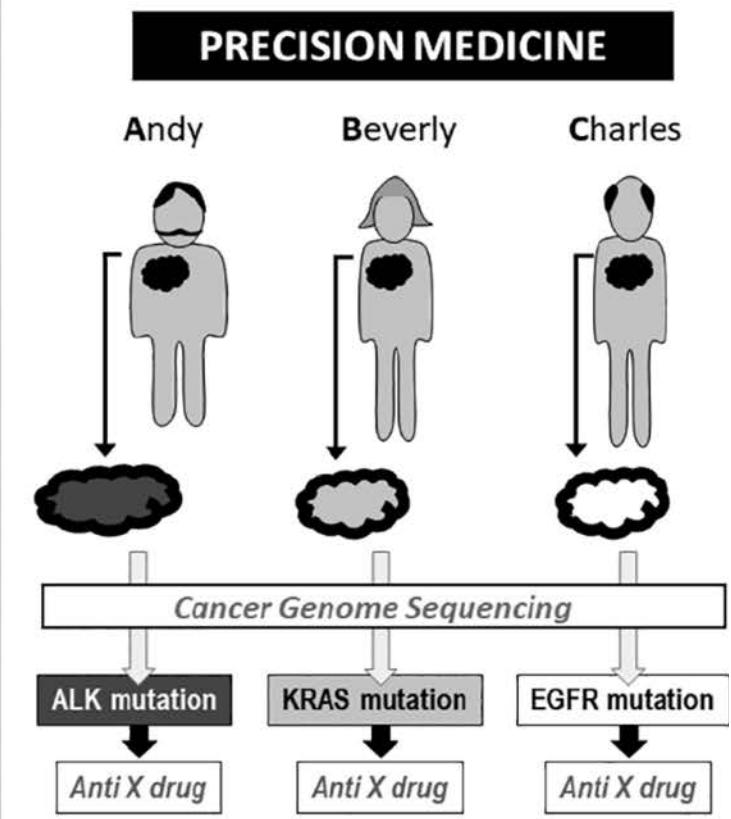 PRECISION MEDICINE
Andy Beverly Charles
Cancer Genome Sequencing
ALK mutation KRAS mutation EGFR mutation
Anti X drug Anti X drug Anti X drug